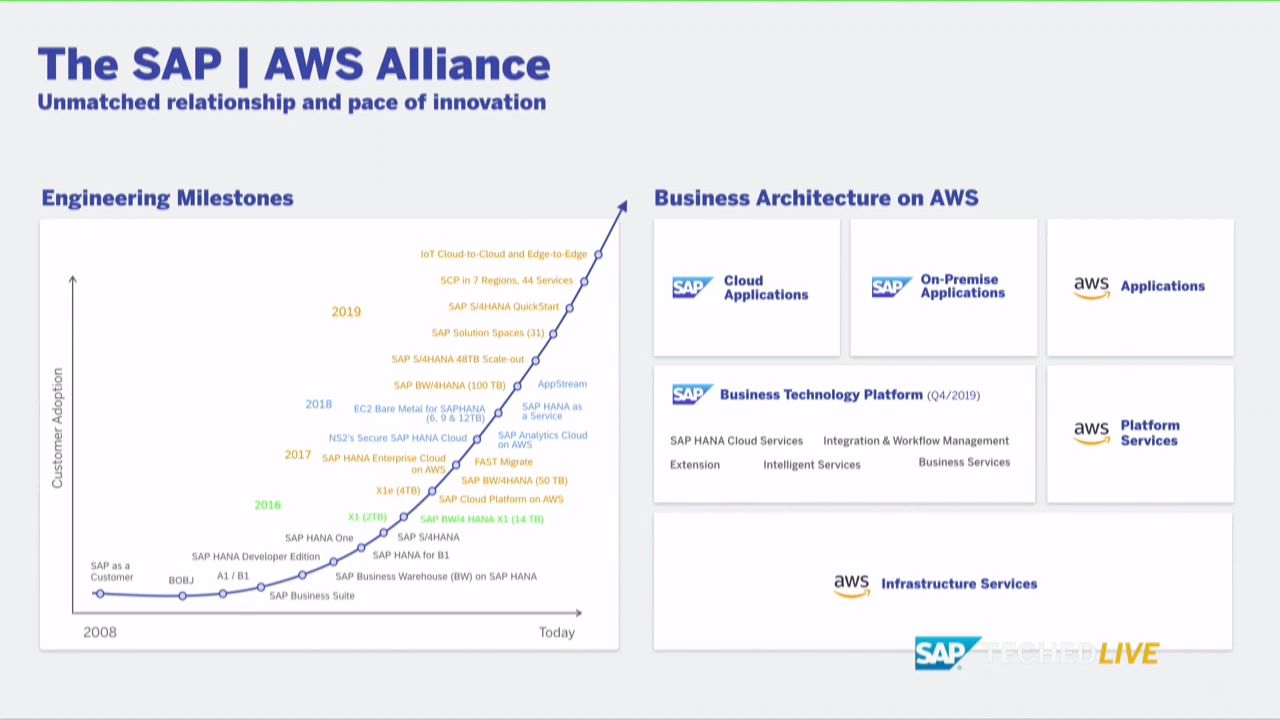 The SAP | AWS Alliance
Unmatched relationship and pace of innovation
Engineering Milestones
Customer Adoption
IoT Cloud-to-Cloud and Edge-to-Edge
SCP in 7 Regions, 44 Services
2019
SAP S/4HANA QuickStart
SAP Solution Spaces (31)
SAP S/4HANA 48TB Scale-out
SAP BW/4HANA (100 TB)
AppStream
2018
EC2 Bare Metal for SAPHANA
(6, 9 & 12TB)
SAP HANA as
a Service
NS2's Secure SAP HANA Cloud
SAP Analytics Cloud
on AWS
2017
SAP HANA Enterprise Cloud
on AWS
FAST Migrate
SAP BW/4HANA (50 TB)
X1e (4TB)
SAP Cloud Platform on AWS
2016
X1 (2TB)
SAP BW/4 HANA X1 (14 TB)
SAP HANA One
SAP S/4HANA
SAP HANA Developer Edition
SAP HANA for B1
SAP as a
Customer
BOBJ
A1 / B1
SAP Business Warehouse (BW) on SAP HANA
SAP Business Suite
2008
Today
Business Architecture on AWS
SAP Cloud
Applications
SAP On-Premise
Applications
aws Applications
SAP Business Technology Platform (Q4/2019)
SAP HANA Cloud Services
Integration & Workflow Management
Extension
Intelligent Services
Business Services
aws Platform
Services
aws Infrastructure Services
SAP TECHED LIVE